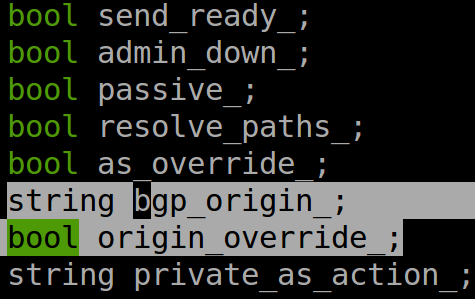 bool send_ready_;
bool admin_down_;
bool passive_;
bool resolve_paths_;
bool as_override_;
string bgp_origin_;
bool origin_override_;
string private_as_action_;